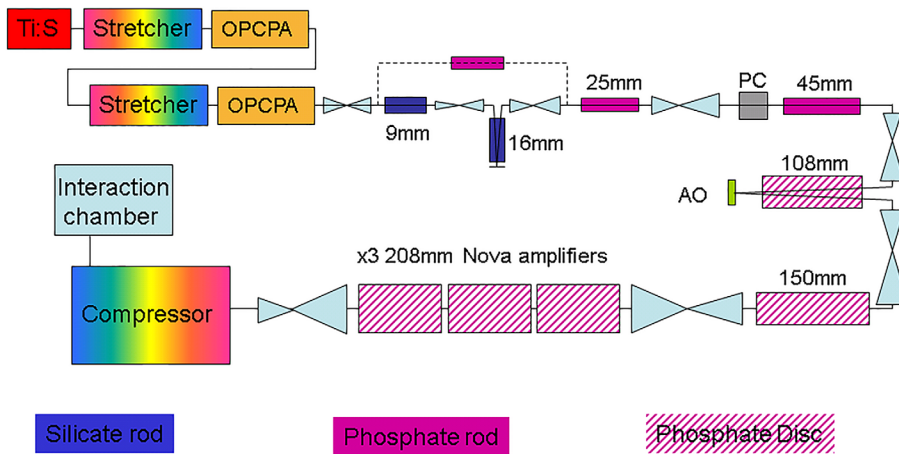 Ti:S
Stretcher
OPCPA
Stretcher
OPCPA
9mm
16mm
25mm
PC
45mm
Interaction
chamber
AO
108mm
x3 208mm Nova amplifiers
150mm
Compressor
Silicate rod
Phosphate rod
Phosphate Disc